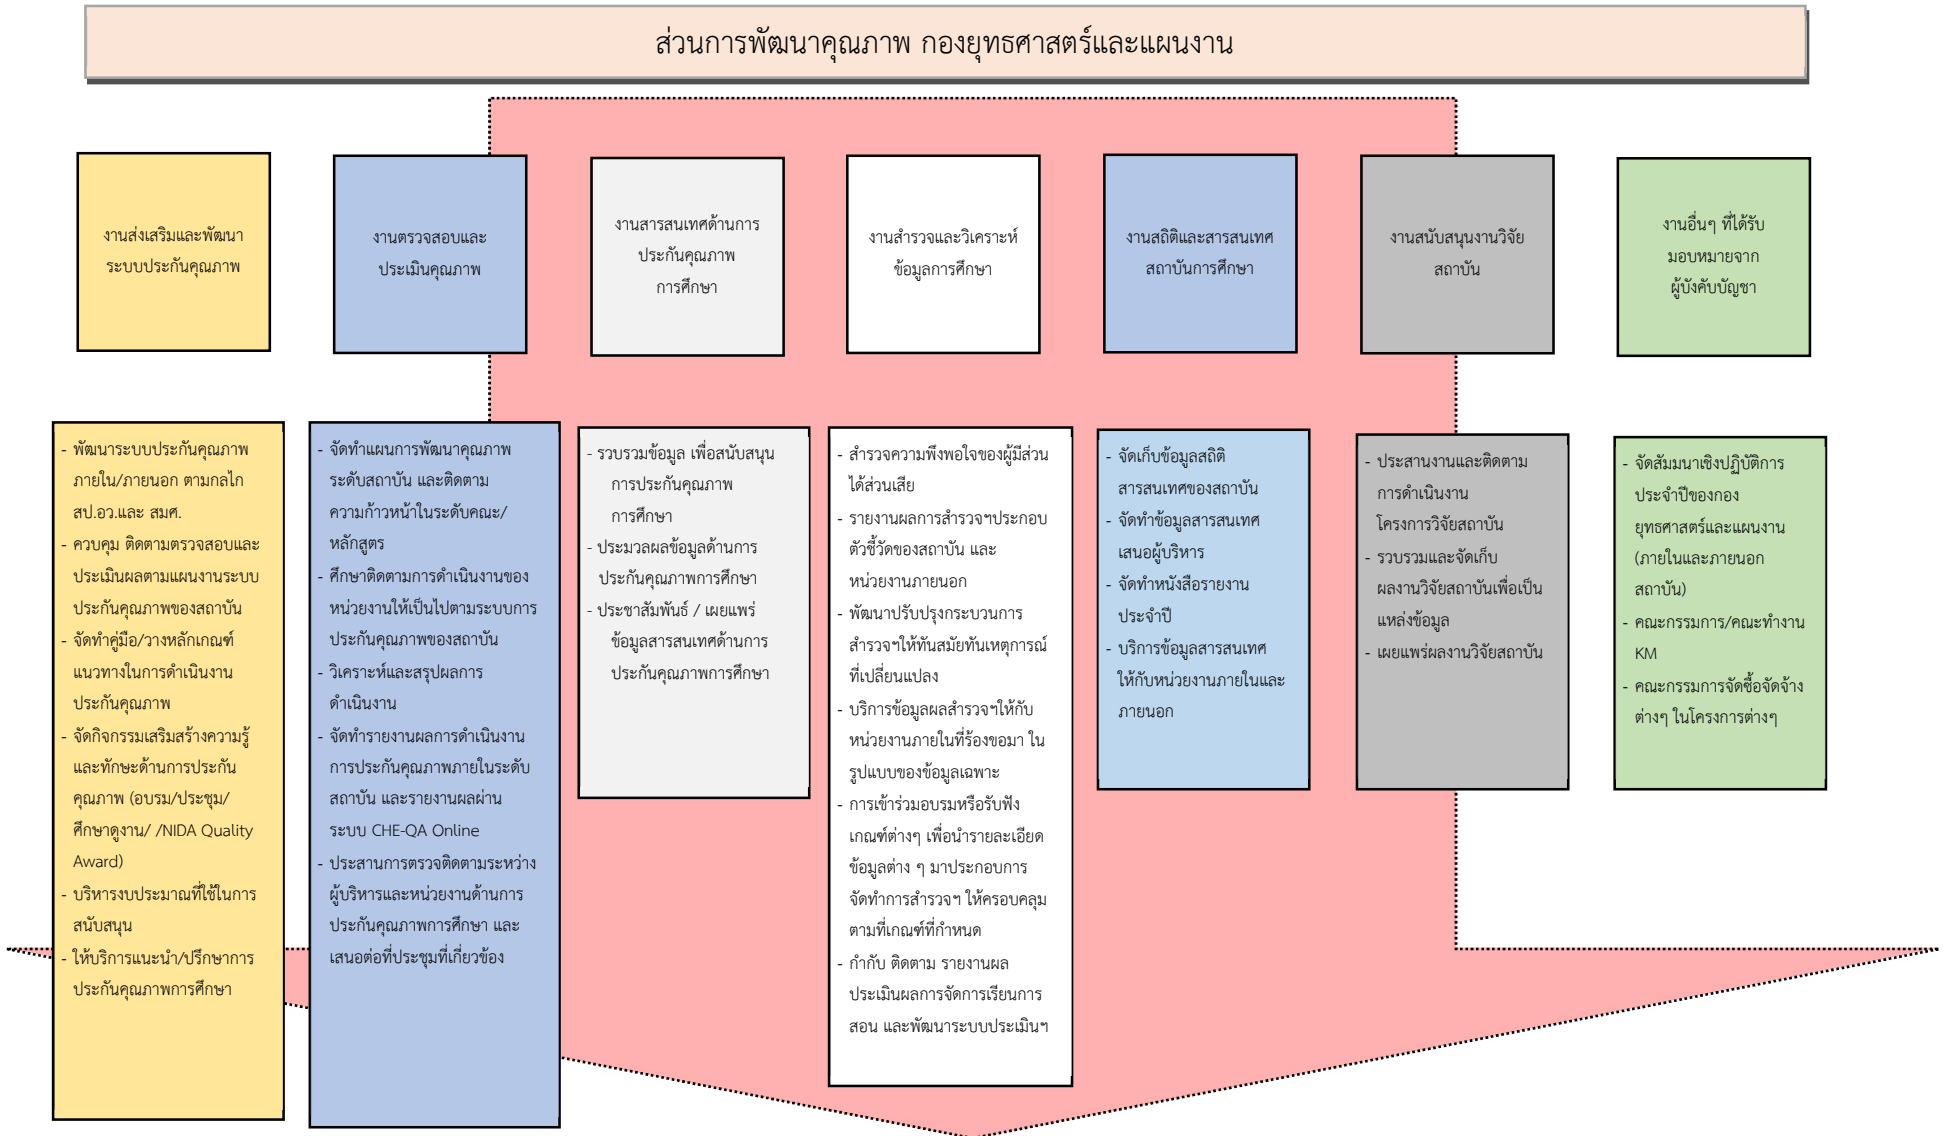 ส่วนการพัฒนาคุณภาพ กองยุทธศาสตร์และแผนงาน
งานส่งเสริมและพัฒนา
ระบบประกันคุณภาพ
งานตรวจสอบและ
ประเมินคุณภาพ
งานสารสนเทศด้านการ
ประกันคุณภาพ
การศึกษา
งานสำรวจและวิเคราะห์
ข้อมูลการศึกษา
งานสถิติและสารสนเทศ
สถาบันการศึกษา
งานสนับสนุนงานวิจัย
สถาบัน
งานอื่นๆ ที่ได้รับ
มอบหมายจาก
ผู้บังคับบัญชา
- พัฒนาระบบประกันคุณภาพ
ภายใน/ภายนอก ตามกลไก
สป.อว.และ สมศ.
- ควบคุม ติดตามตรวจสอบและ
ประเมินผลตามแผนงานระบบ
ประกันคุณภาพของสถาบัน
- จัดทำคู่มือ/วางหลักเกณฑ์
แนวทางในการดำเนินงาน
ประกันคุณภาพ
- จัดกิจกรรมเสริมสร้างความรู้
และทักษะด้านการประกัน
คุณภาพ (อบรม/ประชุม/
ศึกษาดูงาน/ /NIDA Quality
Award)
- บริหารงบประมาณที่ใช้ในการ
สนับสนุน
- ให้บริการแนะนำ/ปรึกษาการ
ประกันคุณภาพการศึกษา
- จัดทำแผนการพัฒนาคุณภาพ
ระดับสถาบัน และติดตาม
ความก้าวหน้าในระดับคณะ/
หลักสูตร
- ศึกษาติดตามการดำเนินงานของ
หน่วยงานให้เป็นไปตามระบบการ
ประกันคุณภาพของสถาบัน
- วิเคราะห์และสรุปผลการ
ดำเนินงาน
- จัดทำรายงานผลการดำเนินงาน
การประกันคุณภาพภายในระดับ
สถาบัน และรายงานผลผ่าน
ระบบ CHE-QA Online
- ประสานการตรวจติดตามระหว่าง
ผู้บริหารและหน่วยงานด้านการ
ประกันคุณภาพการศึกษา และ
เสนอต่อที่ประชุมที่เกี่ยวข้อง
- รวบรวมข้อมูล เพื่อสนับสนุน
การประกันคุณภาพ
การศึกษา
- ประมวลผลข้อมูลด้านการ
ประกันคุณภาพการศึกษา
- ประชาสัมพันธ์ / เผยแพร่
ข้อมูลสารสนเทศด้านการ
ประกันคุณภาพการศึกษา
- สำรวจความพึงพอใจของผู้มีส่วน
ได้ส่วนเสีย
- รายงานผลการสำรวจฯประกอบ
ตัวชี้วัดของสถาบัน และ
หน่วยงานภายนอก
- พัฒนาปรับปรุงกระบวนการ
สำรวจฯให้ทันสมัยทันเหตุการณ์
ที่เปลี่ยนแปลง
- บริการข้อมูลผลสำรวจฯให้กับ
หน่วยงานภายในที่ร้องขอมา ใน
รูปแบบของข้อมูลเฉพาะ
- การเข้าร่วมอบรมหรือรับฟัง
เกณฑ์ต่างๆ เพื่อนำรายละเอียด
ข้อมูลต่าง ๆ มาประกอบการ
จัดทำการสำรวจฯ ให้ครอบคลุม
ตามที่เกณฑ์ที่กำหนด
- กำกับ ติดตาม รายงานผล
ประเมินผลการจัดการเรียนการ
สอน และพัฒนาระบบประเมินฯ
- จัดเก็บข้อมูลสถิติ
สารสนเทศของสถาบัน
- จัดทำข้อมูลสารสนเทศ
เสนอผู้บริหาร
- จัดทำหนังสือรายงาน
ประจำปี
- บริการข้อมูลสารสนเทศ
ให้กับหน่วยงานภายในและ
ภายนอก
- ประสานงานและติดตาม
การดำเนินงาน
โครงการวิจัยสถาบัน
- รวบรวมและจัดเก็บ
ผลงานวิจัยสถาบันเพื่อเป็น
แหล่งข้อมูล
- เผยแพร่ผลงานวิจัยสถาบัน
- จัดสัมมนาเชิงปฏิบัติการ
ประจำปีของกอง
ยุทธศาสตร์และแผนงาน
(ภายในและภายนอก
สถาบัน)
- คณะกรรมการ/คณะทำงาน
KM
- คณะกรรมการจัดซื้อจัดจ้าง
ต่างๆ ในโครงการต่างๆ